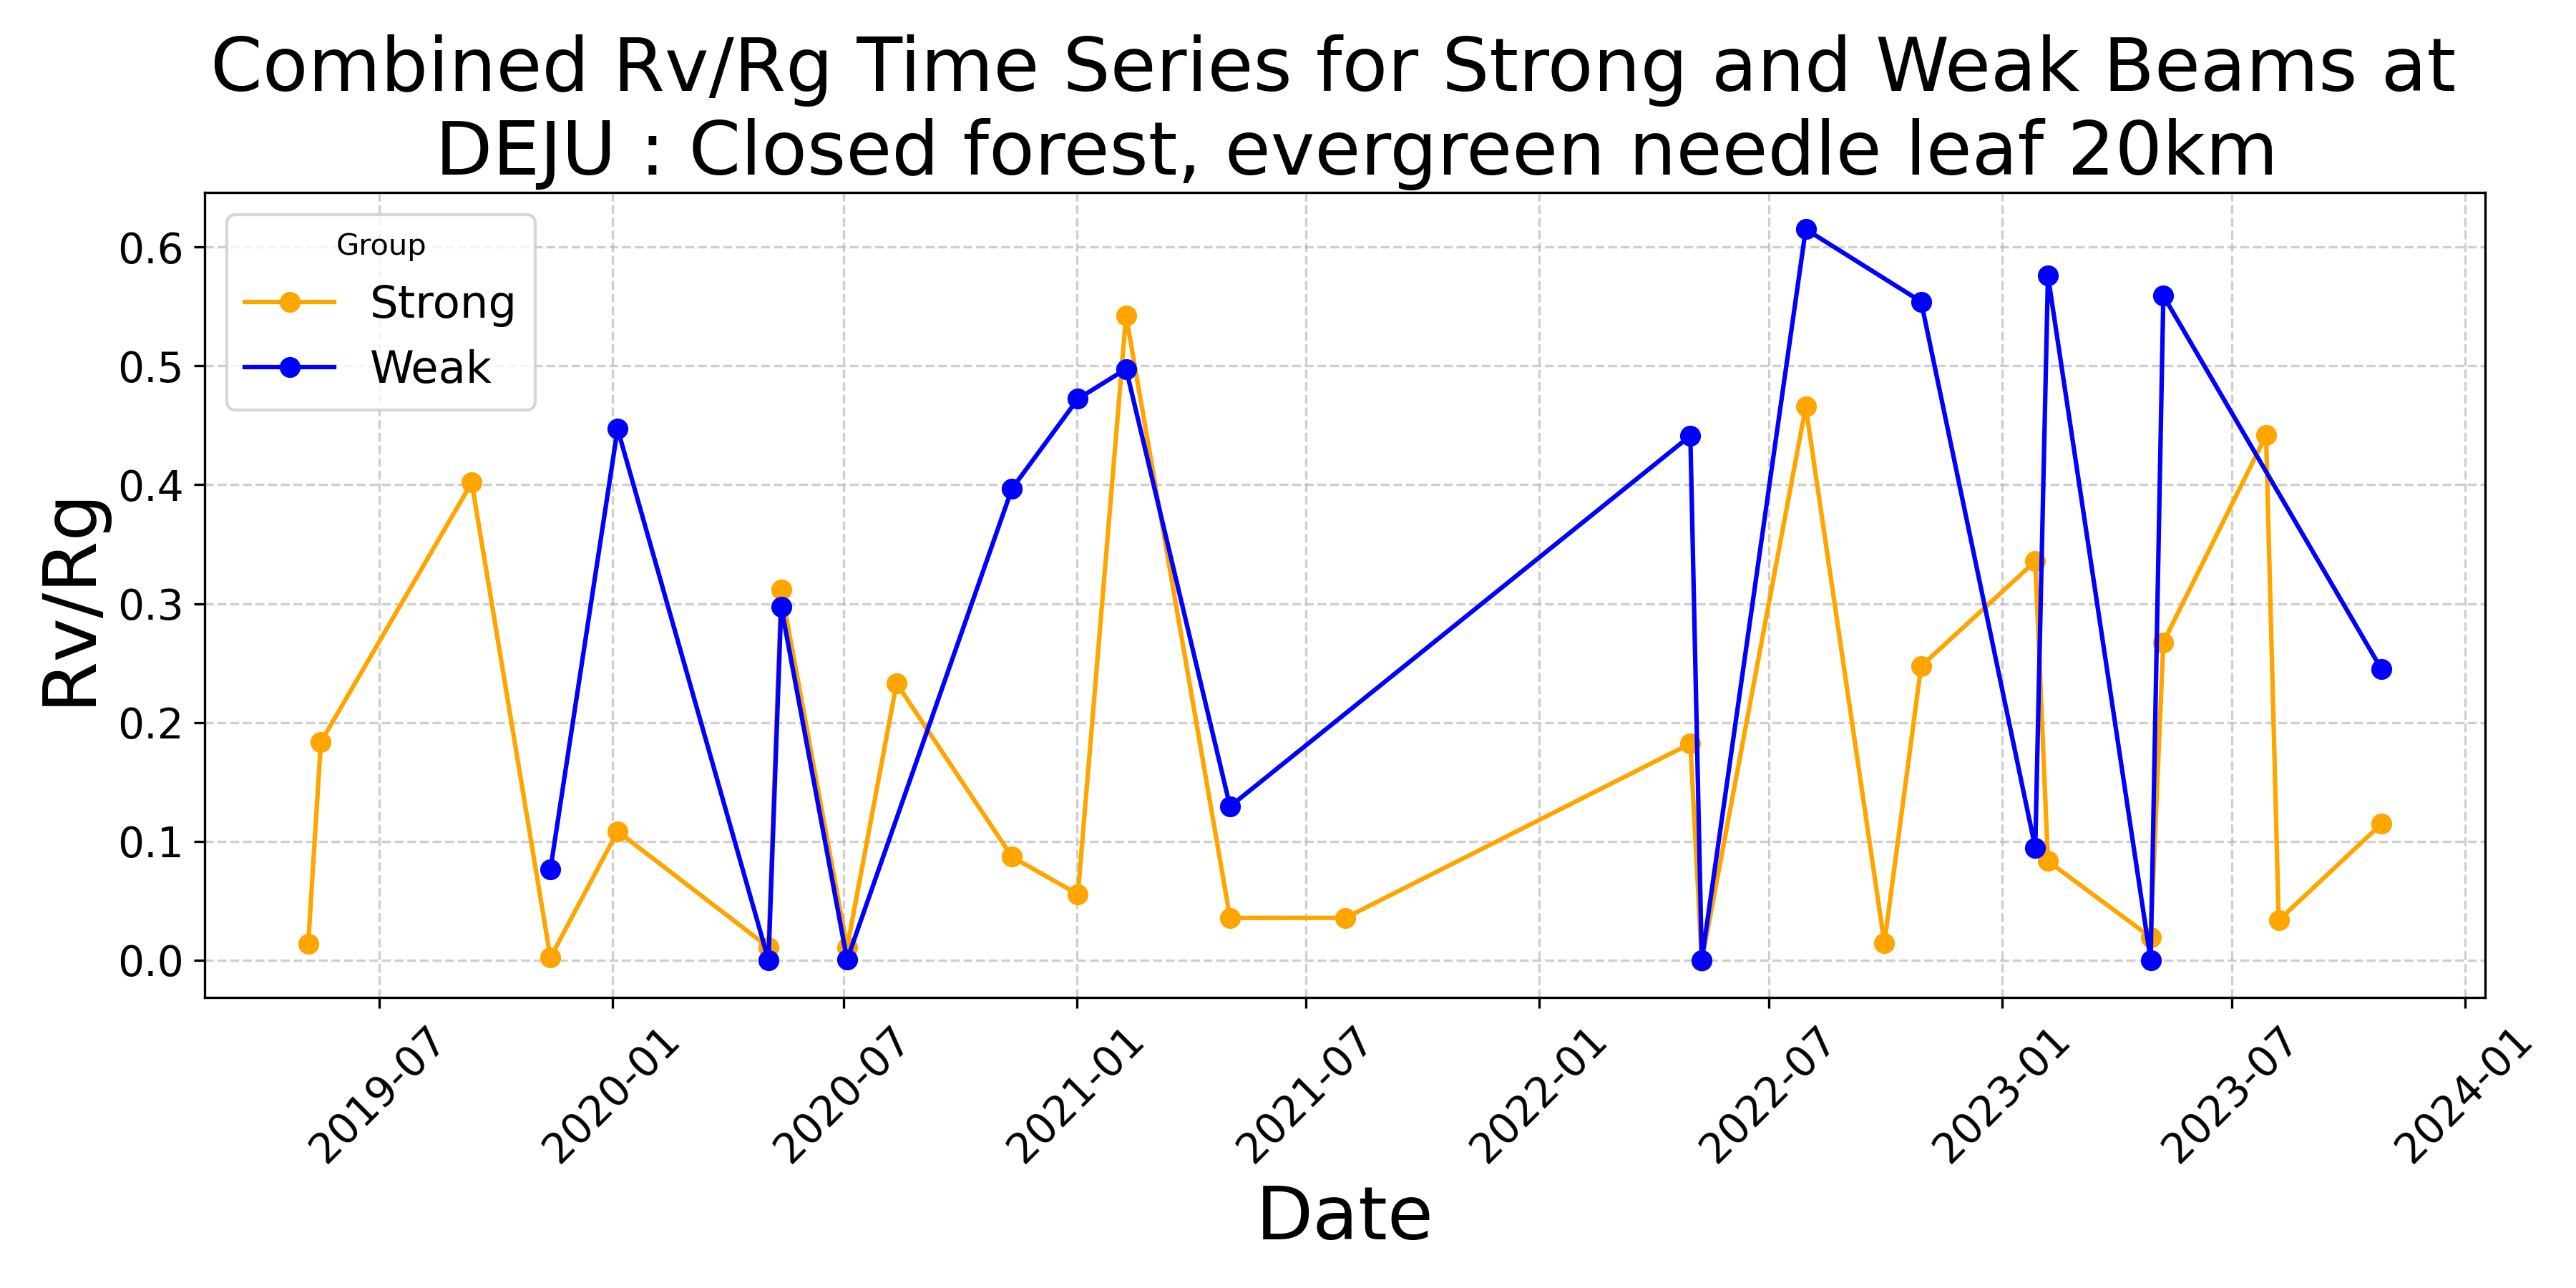 Combined Rv/Rg Time Series for Strong and Weak Beams at
DEJU : Closed forest, evergreen needle leaf 20km
Group
Strong
Weak
Rv/Rg
0.6
0.5
0.4
0.3
0.2
0.1
0.0
2019-07
2020-01
2020-07
2021-01
2021-07
2022-01
2022-07
2023-01
2023-07
2024-01
Date